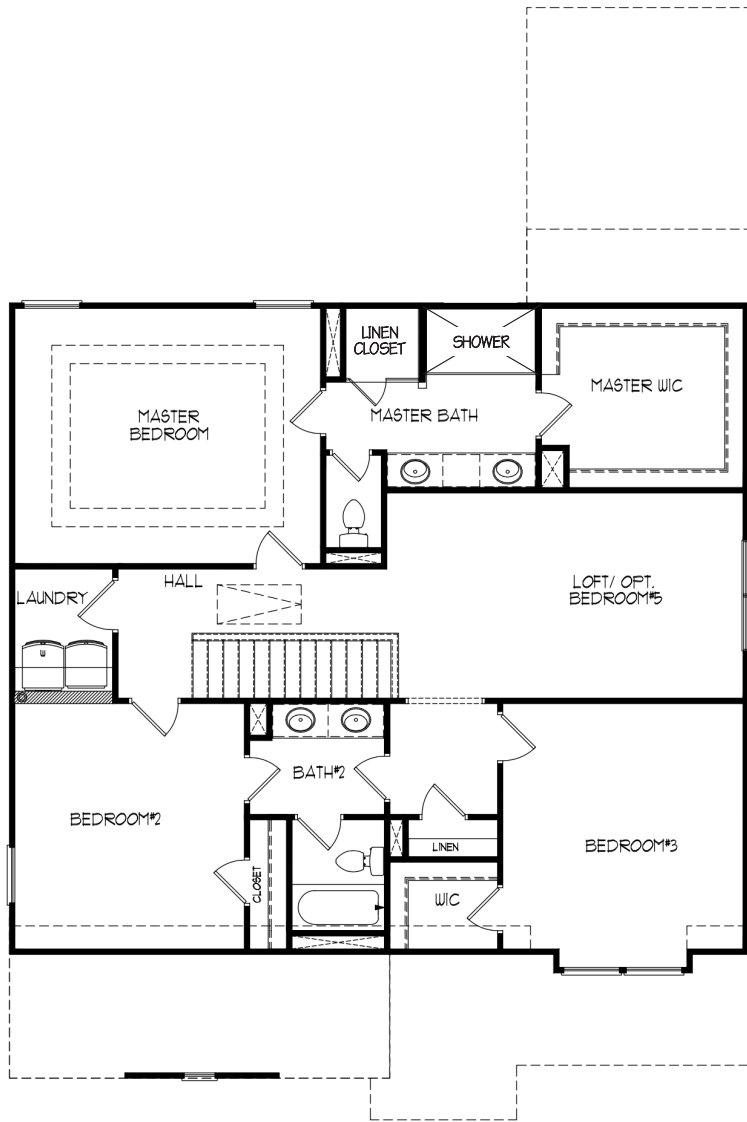 LINEN
CLOSET
SHOWER
MASTER WIC
MASTER
BEDROOM
MASTER BATH
HALL
LAUNDRY
LOFT/ OPT.
BEDROOM#5
BATH#2
BEDROOM#2
LINEN
BEDROOM#3
CLOSET
WIC